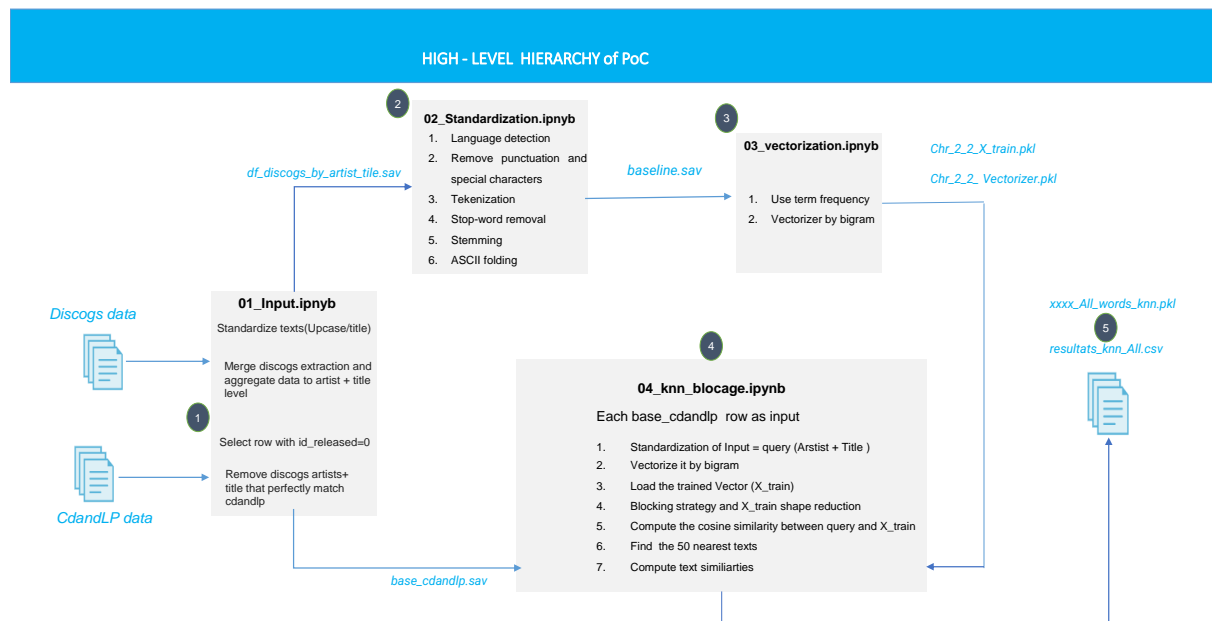 HIGH - LEVEL HIERARCHY of PoC
2
02_Standardization.ipnyb
1. Language detection
2. Remove punctuation and
special characters
3. Tekenization
4. Stop-word removal
5. Stemming
6. ASCII folding
3
03_vectorization.ipnyb
1. Use term frequency
2. Vectorizer by bigram
df_discogs_by_artist_tile.sav
baseline.sav
Chr_2_2_X_train.pkl
Chr_2_2_ Vectorizer.pkl
Discogs data
CdandLP data
1
01_Input.ipnyb
Standardize texts(Upcase/title)
Merge discogs extraction and
aggregate data to artist + title
level
Select row with id_released=0
Remove discogs artists+
title that perfectly match
cdandlp
base_cdandlp.sav
4
04_knn_blocage.ipynb
Each base_cdandlp row as input
1. Standardization of Input = query (Arstist + Title )
2. Vectorize it by bigram
3. Load the trained Vector (X_train)
4. Blocking strategy and X_train shape reduction
5. Compute the cosine similarity between query and X_train
6. Find the 50 nearest texts
7. Compute text similiarties
xxxx_All_words_knn.pkl
5
resultats_knn_All.csv